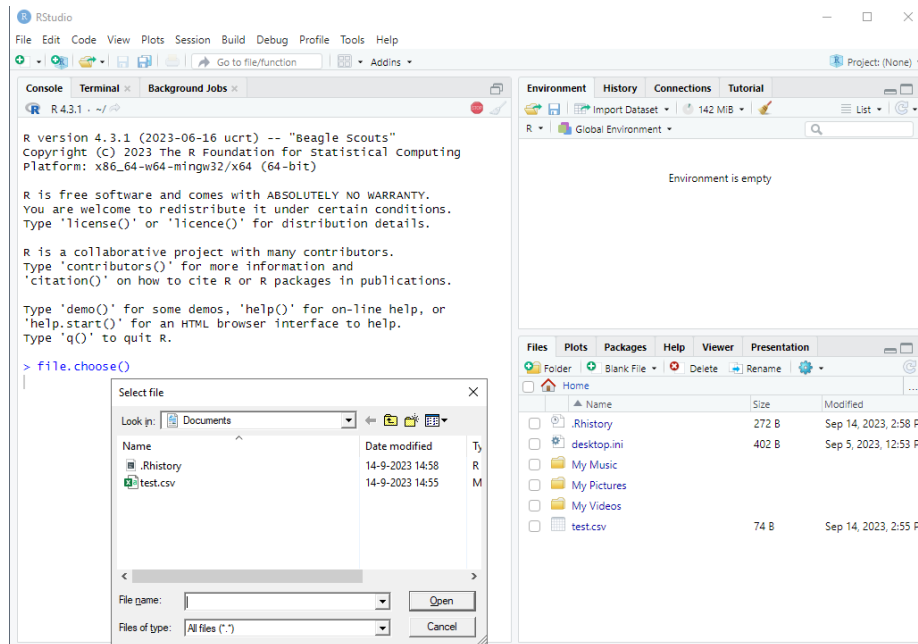 RStudio
File Edit Code View Plots Session Build Debug Profile Tools Help
Go to file/function Addins Project: (None)
Console Terminal Background Jobs
R 4.3.1 . ~/
R version 4.3.1 (2023-06-16 ucrt) -- "Beagle Scouts"
Copyright (C) 2023 The R Foundation for Statistical Computing
Platform: x86_64-w64-mingw32/x64 (64-bit)
R is free software and comes with ABSOLUTELY NO WARRANTY.
You are welcome to redistribute it under certain conditions.
Type 'license()' or 'licence()' for distribution details.
R is a collaborative project with many contributors.
Type 'contributors()' for more information and
'citation()' on how to cite R or R packages in publications.
Type 'demo()' for some demos, 'help()' for on-line help, or
'help.start()' for an HTML browser interface to help.
Type 'q()' to quit R.
> file.choose()
Select file
Look in: Documents
Name Date modified Ty
.Rhistory 14-9-2023 14:58 R
test.csv 14-9-2023 14:55 M
File name: Open
Files of type: All files (*.*) Cancel
Environment History Connections Tutorial
Import Dataset 142 MiB List
R Global Environment
Environment is empty
Files Plots Packages Help Viewer Presentation
Folder Blank File Delete Rename
Home ...
Name Size Modified
.Rhistory 272 B Sep 14, 2023, 2:58 P
desktop.ini 402 B Sep 5, 2023, 12:53 P
My Music
My Pictures
My Videos
test.csv 74 B Sep 14, 2023, 2:55 P